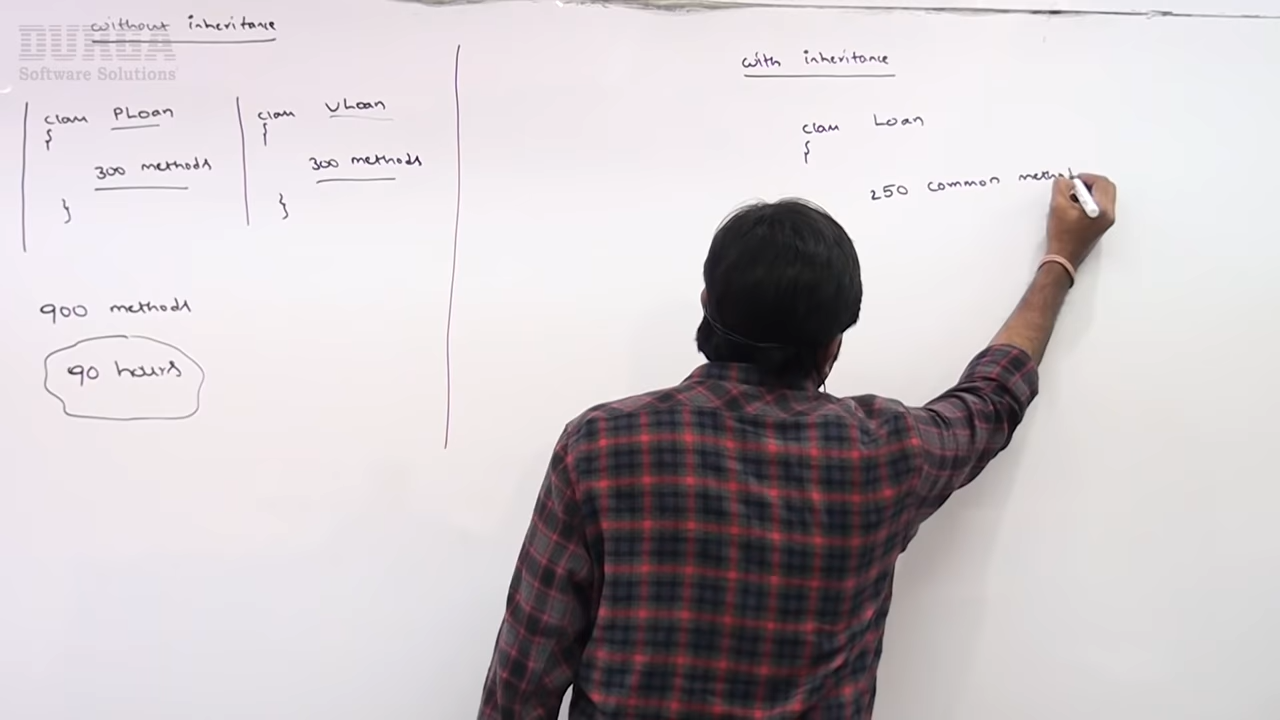 without inheritance
DURGA
Software Solutions
class PLoan
{
300 methods
}
class VLoan
{
300 methods
}
900 methods
90 hours
with inheritance
class Loan
{
250 common method